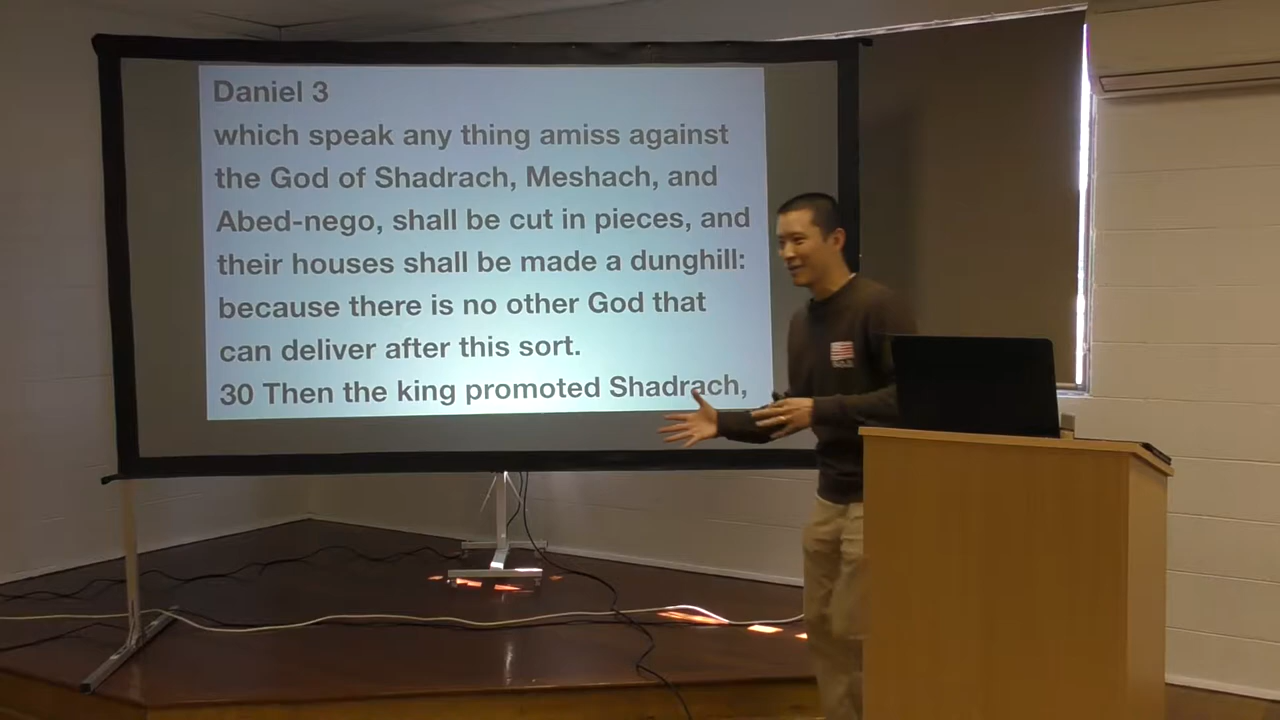 Daniel 3
which speak any thing amiss against
the God of Shadrach, Meshach, and
Abed-nego, shall be cut in pieces, and
their houses shall be made a dunghill:
because there is no other God that
can deliver after this sort.
30 Then the king promoted Shadrach,